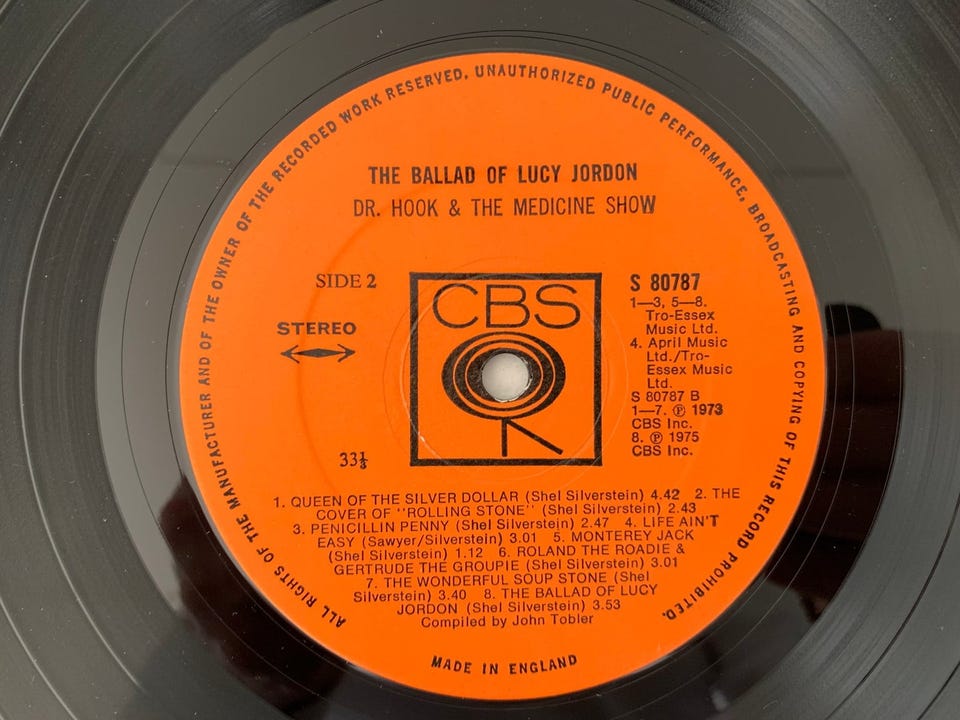 ALL RIGHTS OF THE MANUFACTURER AND OF THE OWNER OF THE RECORDED WORK RESERVED. UNAUTHORIZED PUBLIC PERFORMANCE, BROADCASTING AND COPYING OF THIS RECORD PROHIBITED.
THE BALLAD OF LUCY JORDON
DR. HOOK & THE MEDICINE SHOW
SIDE 2
STEREO
33⅓
CBS
S 80787
1—3, 5—8.
Tro-Essex
Music Ltd.
4. April Music
Ltd./Tro-
Essex Music
Ltd.
S 80787 B
1—7. ℗ 1973
CBS Inc.
8. ℗ 1975
CBS Inc.
1. QUEEN OF THE SILVER DOLLAR (Shel Silverstein) 4.42 2. THE
COVER OF "ROLLING STONE" (Shel Silverstein) 2.43
3. PENICILLIN PENNY (Shel Silverstein) 2.47 4. LIFE AIN'T
EASY (Sawyer/Silverstein) 3.01 5. MONTEREY JACK
(Shel Silverstein) 1.12 6. ROLAND THE ROADIE &
GERTRUDE THE GROUPIE (Shel Silverstein) 3.01
7. THE WONDERFUL SOUP STONE (Shel
Silverstein) 3.40 8. THE BALLAD OF LUCY
JORDON (Shel Silverstein) 3.53
Compiled by John Tobler
MADE IN ENGLAND